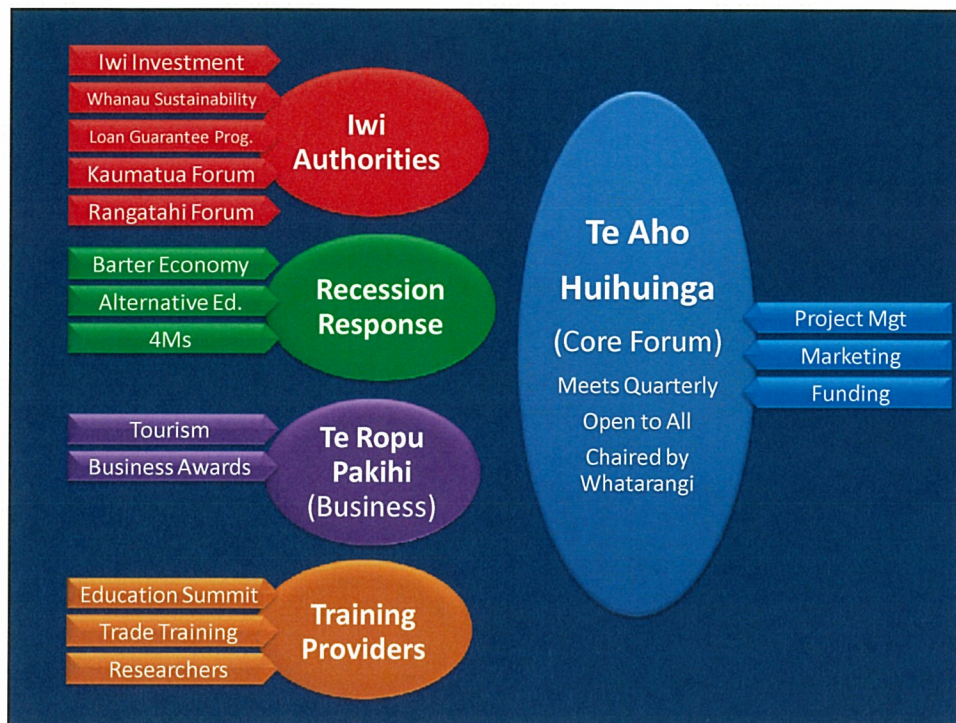 Iwi Investment
Whanau Sustainability
Loan Guarantee Prog.
Kaumatua Forum
Rangatahi Forum
Iwi
Authorities
Barter Economy
Alternative Ed.
4Ms
Recession
Response
Tourism
Business Awards
Te Ropu
Pakihi
(Business)
Education Summit
Trade Training
Researchers
Training
Providers
Te Aho
Huihuinga
(Core Forum)
Meets Quarterly
Open to All
Chaired by
Whatarangi
Project Mgt
Marketing
Funding